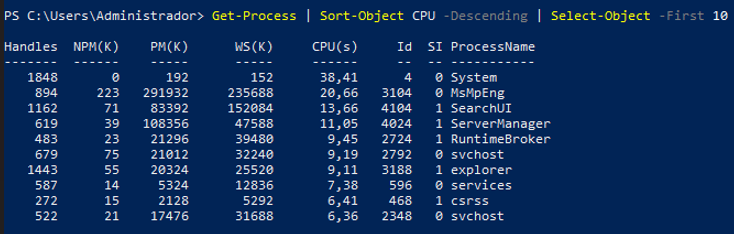 PS C:\Users\Administrador> Get-Process | Sort-Object CPU -Descending | Select-Object -First 10
Handles NPM(K) PM(K) WS(K) CPU(s) Id SI ProcessName
------- ------ ----- ----- ------ -- -- -----------
1848 0 192 152 38,41 4 0 System
894 223 291932 235688 20,66 3104 0 MsMpEng
1162 71 83392 152084 13,66 4104 1 SearchUI
619 39 108356 47588 11,05 4024 1 ServerManager
483 23 21296 39480 9,45 2724 1 RuntimeBroker
679 75 21012 32240 9,19 2792 0 svchost
1443 55 20324 25520 9,11 3188 1 explorer
587 14 5324 12836 7,38 596 0 services
272 15 2128 5292 6,41 468 1 csrss
522 21 17476 31688 6,36 2348 0 svchost